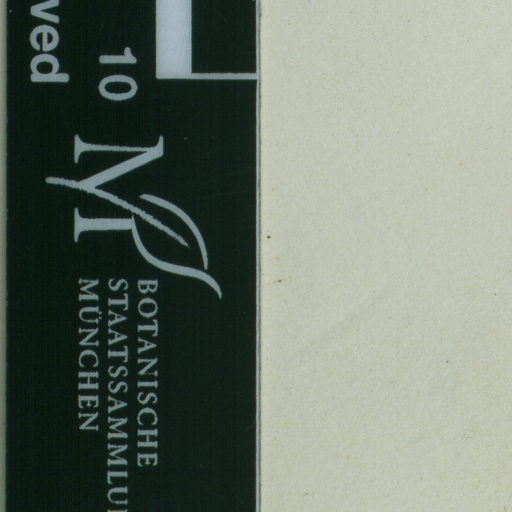 ved
10
BOTANISCHE
STAATSSAMMLU
MÜNCHEN